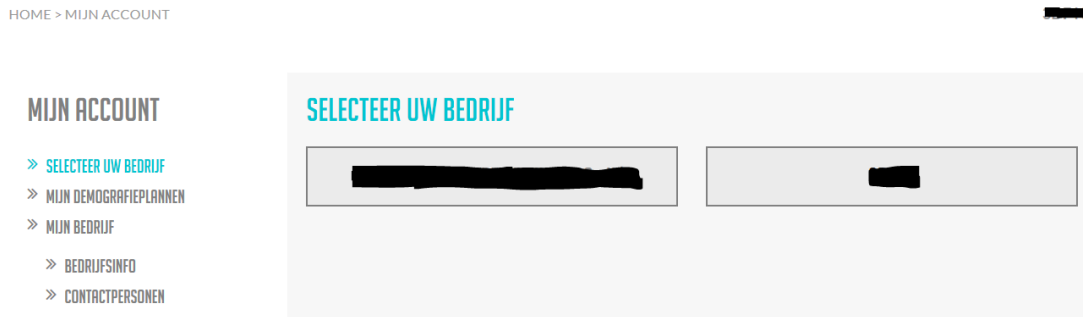 HOME > MIJN ACCOUNT
MIJN ACCOUNT
» SELECTEER UW BEDRIJF
» MIJN DEMOGRAFIEPLANNEN
» MIJN BEDRIJF
» BEDRIJFSINFO
» CONTACTPERSONEN
SELECTEER UW BEDRIJF